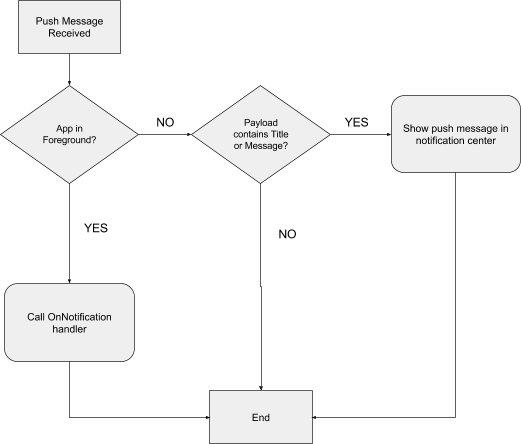 Push Message
Received
App in
Foreground?
NO
Payload
contains Title
or Message?
YES
Show push message in
notification center
YES
NO
Call OnNotification
handler
End